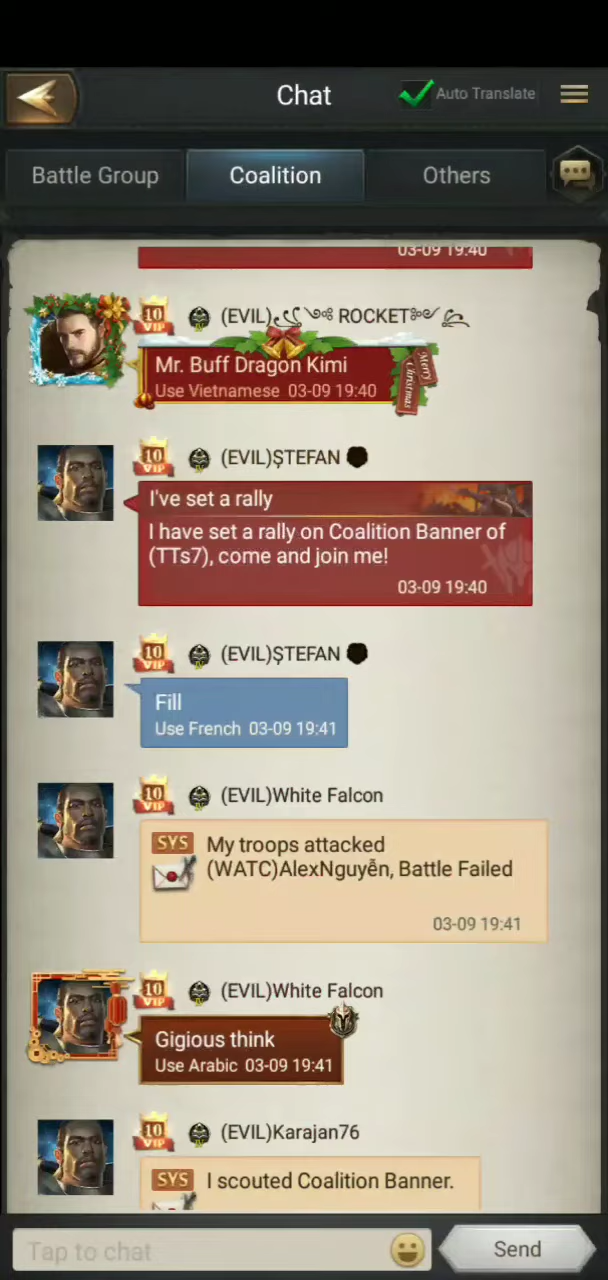 Chat
Auto Translate
Battle Group
Coalition
Others
03-09 19:40
10
VIP
(EVIL)ROCKET
Mr. Buff Dragon Kimi
Use Vietnamese 03-09 19:40
Merry
Christmas
10
VIP
(EVIL)ŞTEFAN
I've set a rally
I have set a rally on Coalition Banner of
(TTs7), come and join me!
03-09 19:40
10
VIP
(EVIL)ŞTEFAN
Fill
Use French 03-09 19:41
10
VIP
(EVIL)White Falcon
SYS My troops attacked
(WATC)AlexNguyễn, Battle Failed
03-09 19:41
10
VIP
(EVIL)White Falcon
Gigious think
Use Arabic 03-09 19:41
10
VIP
(EVIL)Karajan76
SYS I scouted Coalition Banner.
Tap to chat
Send